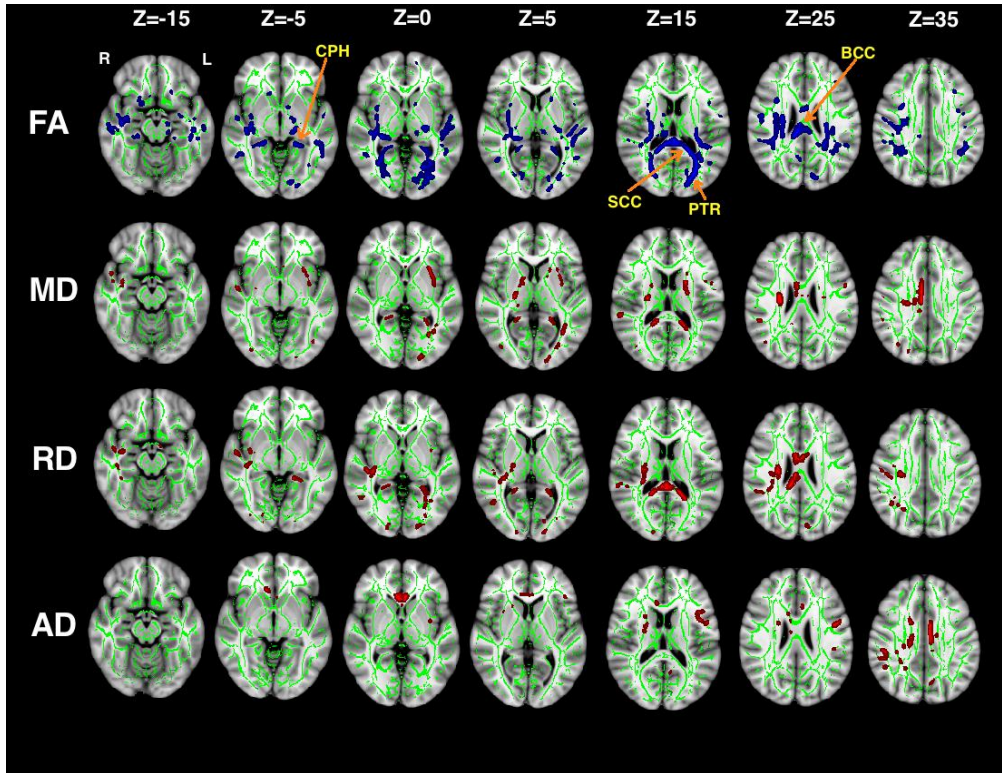 Z=-15 Z=-5 Z=0 Z=5 Z=15 Z=25 Z=35
R L CPH BCC
FA
SCC PTR
MD
RD
AD